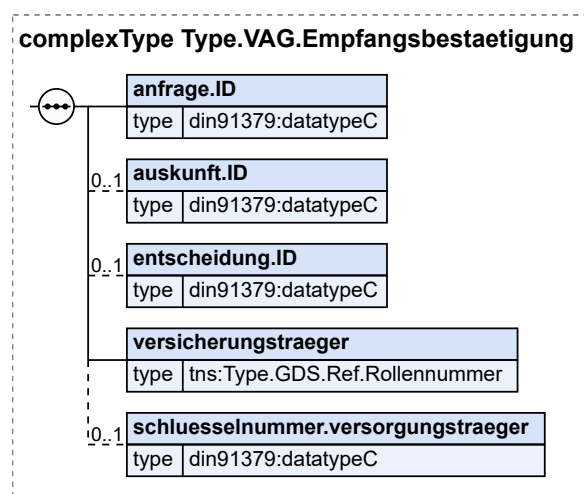 complexType Type.VAG.Empfangsbestaetigung
anfrage.ID
type din91379:datatypeC
0..1 auskunft.ID
type din91379:datatypeC
0..1 entscheidung.ID
type din91379:datatypeC
versicherungstraeger
type tns:Type.GDS.Ref.Rollennummer
0..1 schluesselnummer.versorgungstraeger
type din91379:datatypeC